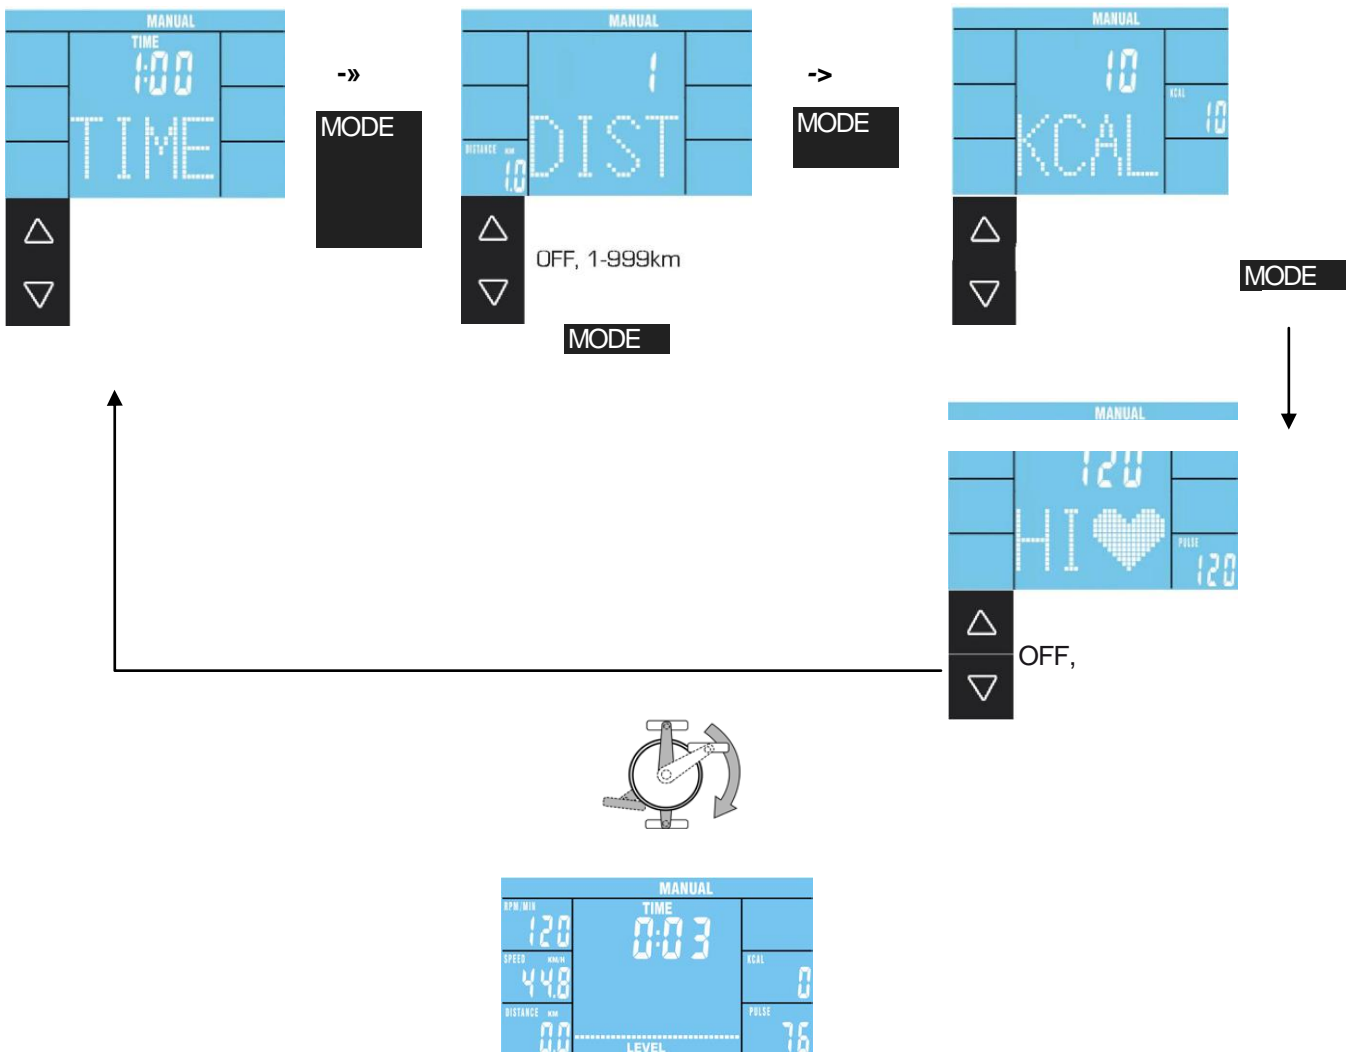 MANUAL
TIME
1:00
TIME
-»
MODE
MANUAL
1
DIST
DISTANCE KM
1.0
OFF, 1-999km
MODE
->
MODE
MANUAL
10
KCAL
KCAL
10
MODE
MANUAL
120
HI
PULSE
120
OFF,
MANUAL
RPM/MIN
120
TIME
0:03
SPEED KM/H
44.8
KCAL
0
DISTANCE KM
0.0
PULSE
76
LEVEL